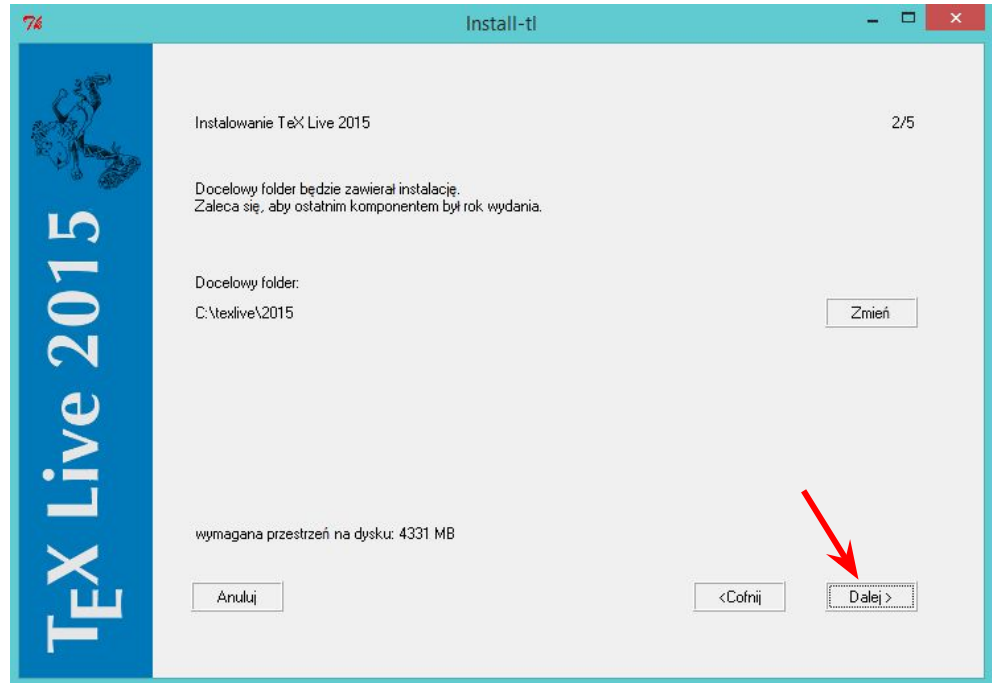 Install-tl
Instalowanie TeX Live 2015
2/5
Docelowy folder będzie zawierał instalację.
Zaleca się, aby ostatnim komponentem był rok wydania.
Docelowy folder:
C:\texlive\2015
Zmień
wymagana przestrzeń na dysku: 4331 MB
Anuluj
<Cofnij
Dalej >
TEX Live 2015